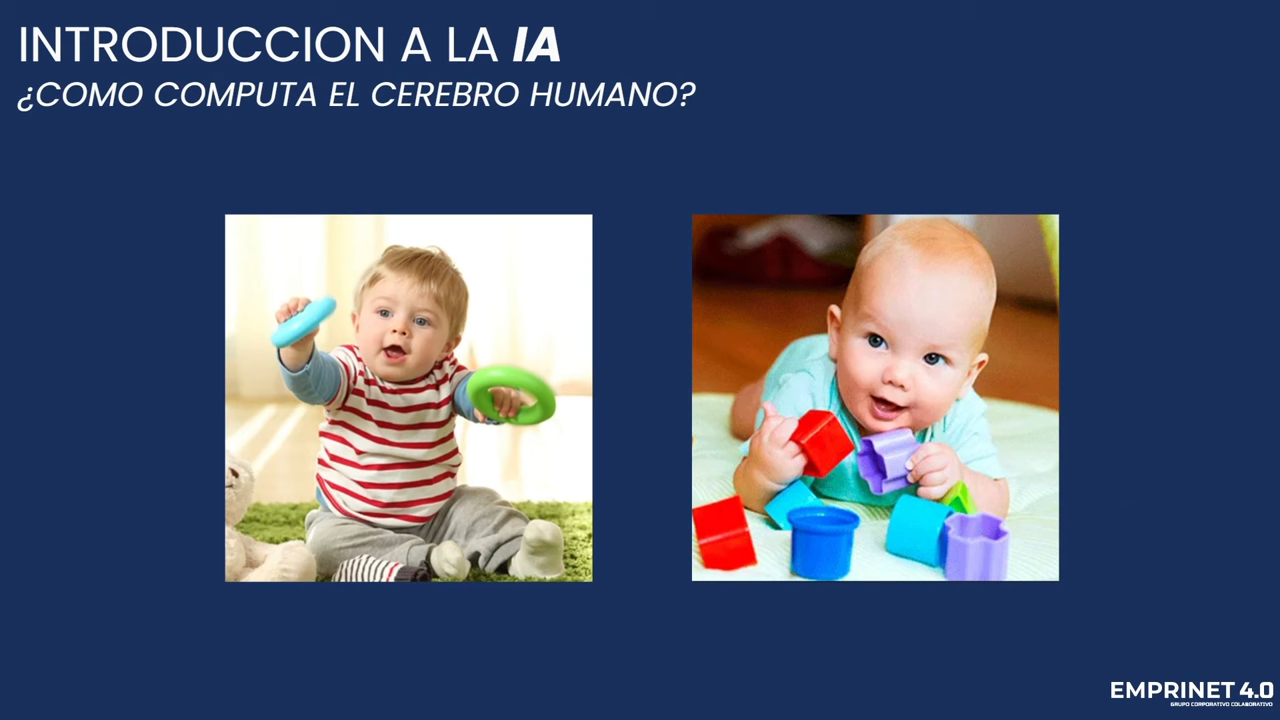 INTRODUCCION A LA IA
¿COMO COMPUTA EL CEREBRO HUMANO?
EMPRINET 4.0
GRUPO CORPORATIVO COLABORATIVO